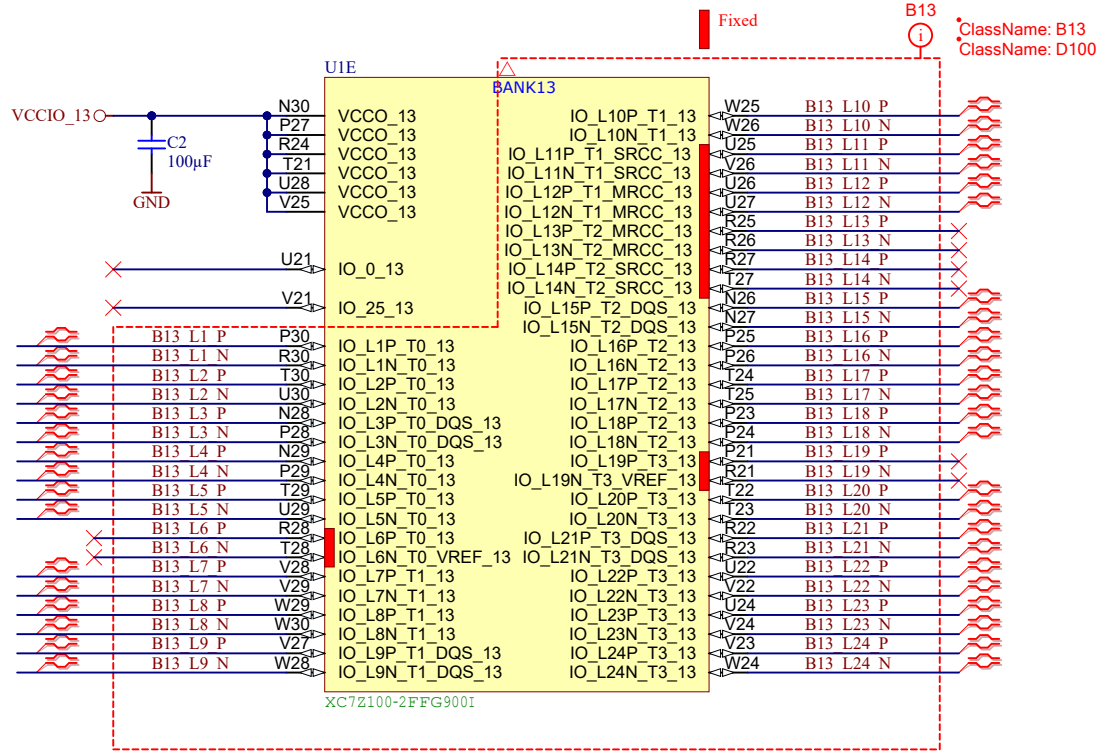 Fixed
B13
ClassName: B13
ClassName: D100
U1E
BANK13
VCCIO_13
C2
100µF
GND
N30 VCCO_13
P27 VCCO_13
R24 VCCO_13
T21 VCCO_13
U28 VCCO_13
V25 VCCO_13
U21 IO_0_13
V21 IO_25_13
B13_L1_P P30 IO_L1P_T0_13
B13_L1_N R30 IO_L1N_T0_13
B13_L2_P T30 IO_L2P_T0_13
B13_L2_N U30 IO_L2N_T0_13
B13_L3_P N28 IO_L3P_T0_DQS_13
B13_L3_N P28 IO_L3N_T0_DQS_13
B13_L4_P N29 IO_L4P_T0_13
B13_L4_N P29 IO_L4N_T0_13
B13_L5_P T29 IO_L5P_T0_13
B13_L5_N U29 IO_L5N_T0_13
B13_L6_P R28 IO_L6P_T0_13
B13_L6_N T28 IO_L6N_T0_VREF_13
B13_L7_P V28 IO_L7P_T1_13
B13_L7_N V29 IO_L7N_T1_13
B13_L8_P W29 IO_L8P_T1_13
B13_L8_N W30 IO_L8N_T1_13
B13_L9_P V27 IO_L9P_T1_DQS_13
B13_L9_N W28 IO_L9N_T1_DQS_13
IO_L10P_T1_13 W25 B13_L10_P
IO_L10N_T1_13 W26 B13_L10_N
IO_L11P_T1_SRCC_13 U25 B13_L11_P
IO_L11N_T1_SRCC_13 V26 B13_L11_N
IO_L12P_T1_MRCC_13 U26 B13_L12_P
IO_L12N_T1_MRCC_13 U27 B13_L12_N
IO_L13P_T2_MRCC_13 R25 B13_L13_P
IO_L13N_T2_MRCC_13 R26 B13_L13_N
IO_L14P_T2_SRCC_13 R27 B13_L14_P
IO_L14N_T2_SRCC_13 T27 B13_L14_N
IO_L15P_T2_DQS_13 N26 B13_L15_P
IO_L15N_T2_DQS_13 N27 B13_L15_N
IO_L16P_T2_13 P25 B13_L16_P
IO_L16N_T2_13 P26 B13_L16_N
IO_L17P_T2_13 T24 B13_L17_P
IO_L17N_T2_13 T25 B13_L17_N
IO_L18P_T2_13 P23 B13_L18_P
IO_L18N_T2_13 P24 B13_L18_N
IO_L19P_T3_13 P21 B13_L19_P
IO_L19N_T3_VREF_13 R21 B13_L19_N
IO_L20P_T3_13 T22 B13_L20_P
IO_L20N_T3_13 T23 B13_L20_N
IO_L21P_T3_DQS_13 R22 B13_L21_P
IO_L21N_T3_DQS_13 R23 B13_L21_N
IO_L22P_T3_13 U22 B13_L22_P
IO_L22N_T3_13 V22 B13_L22_N
IO_L23P_T3_13 U24 B13_L23_P
IO_L23N_T3_13 V24 B13_L23_N
IO_L24P_T3_13 V23 B13_L24_P
IO_L24N_T3_13 W24 B13_L24_N
XC7Z100-2FFG900I